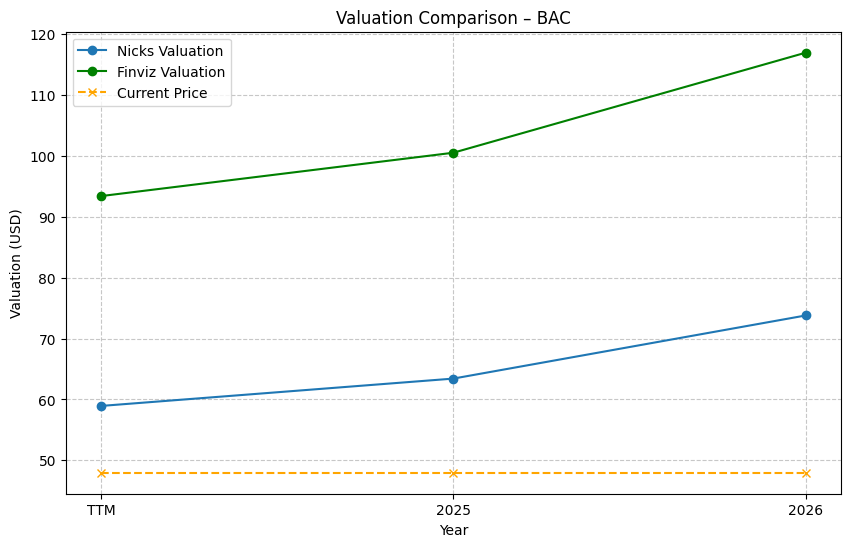 Valuation Comparison – BAC
Nicks Valuation
Finviz Valuation
Current Price
Valuation (USD)
120
110
100
90
80
70
60
50
TTM
2025
2026
Year